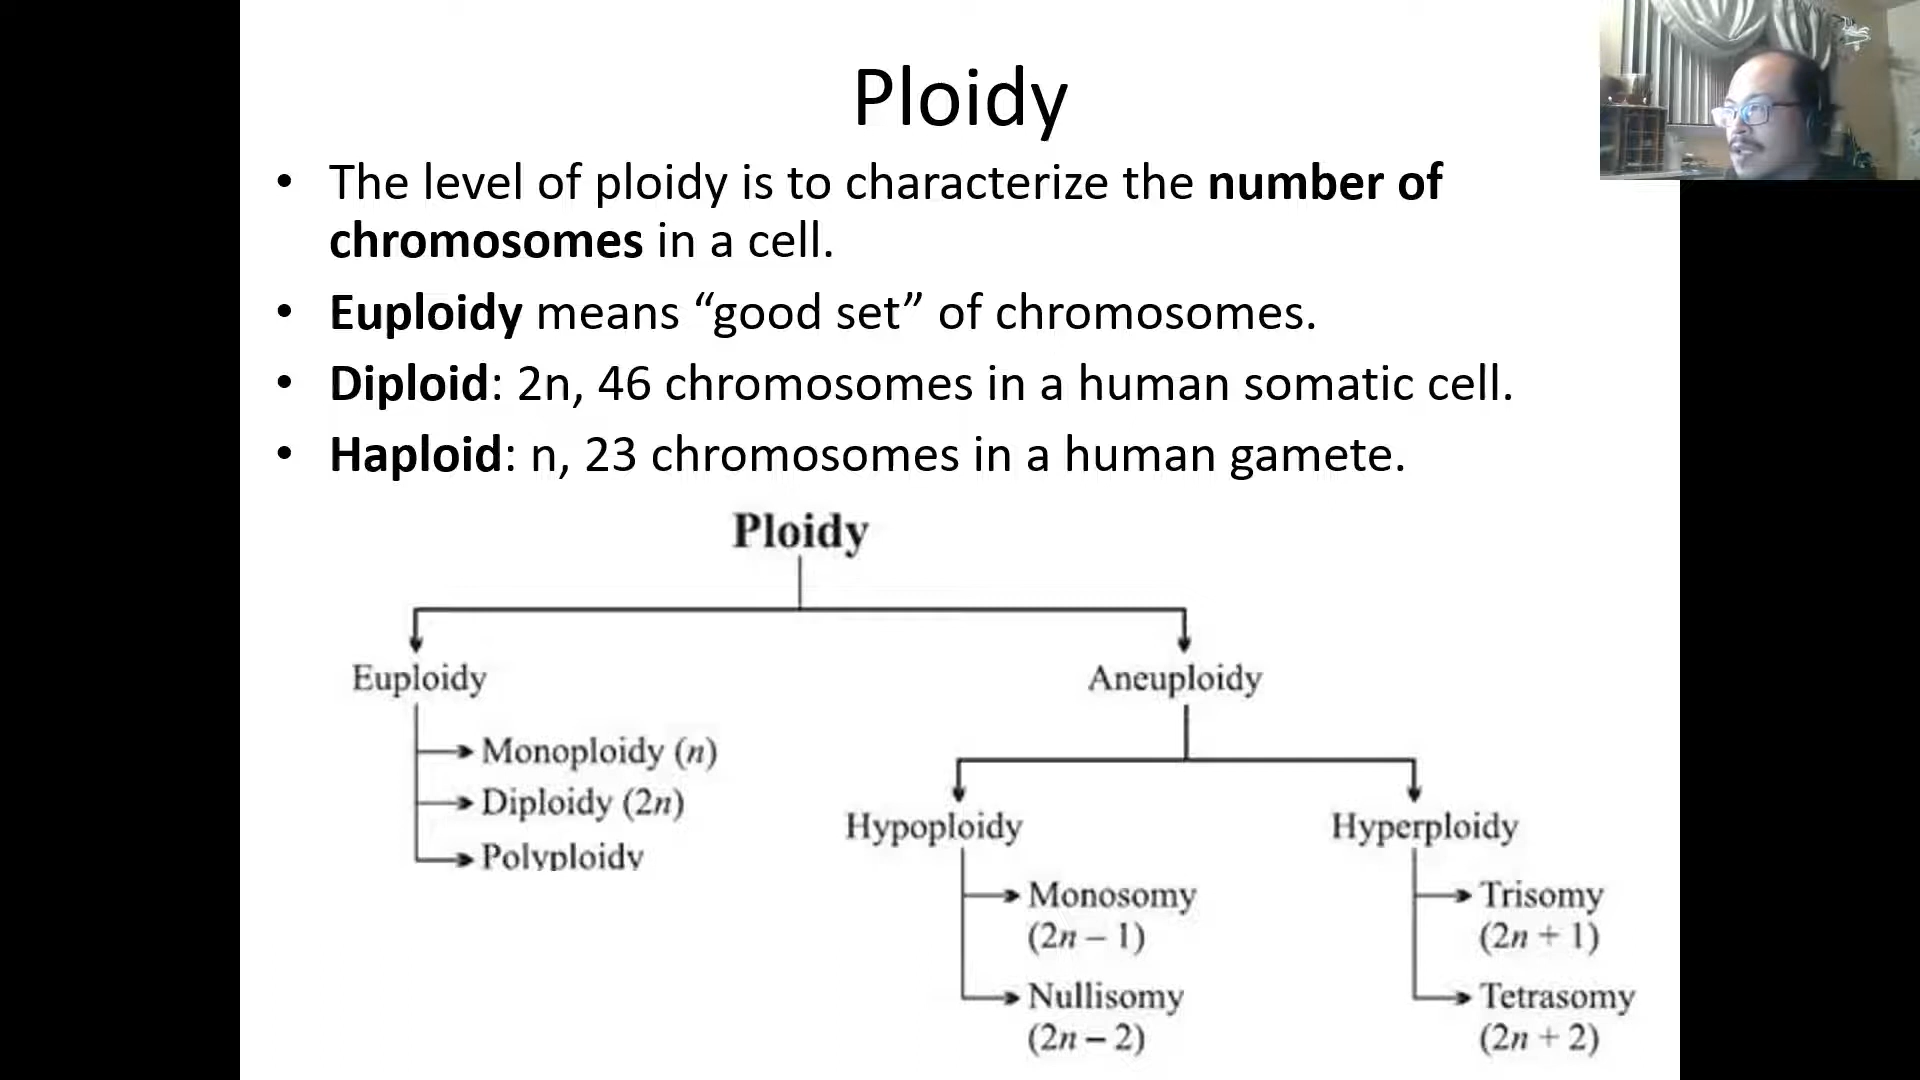 Ploidy
• The level of ploidy is to characterize the number of
chromosomes in a cell.
• Euploidy means “good set” of chromosomes.
• Diploid: 2n, 46 chromosomes in a human somatic cell.
• Haploid: n, 23 chromosomes in a human gamete.
Ploidy
Euploidy
Monoploidy (n)
Diploidy (2n)
Polyploidy
Aneuploidy
Hypoploidy
Monosomy
(2n – 1)
Nullisomy
(2n – 2)
Hyperploidy
Trisomy
(2n + 1)
Tetrasomy
(2n + 2)